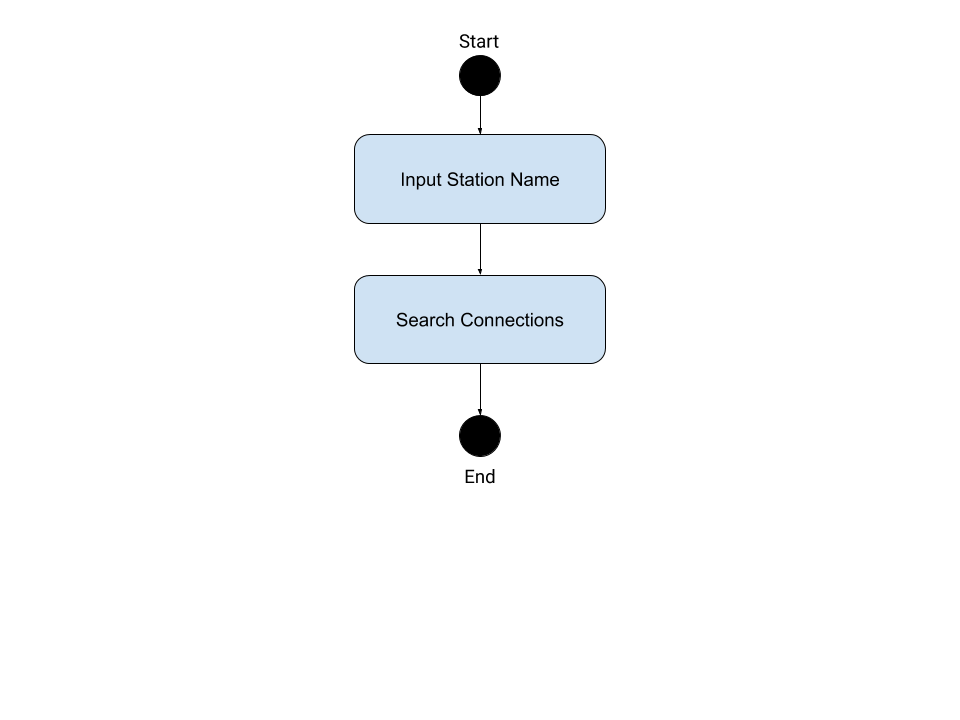 Start
Input Station Name
Search Connections
End